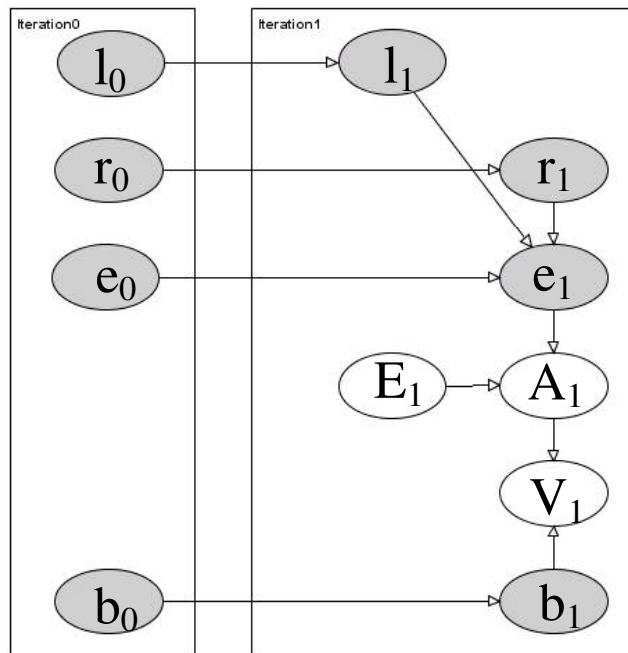 Iteration0
Iteration1
l₀
l₁
r₀
r₁
e₀
e₁
E₁
A₁
V₁
b₀
b₁